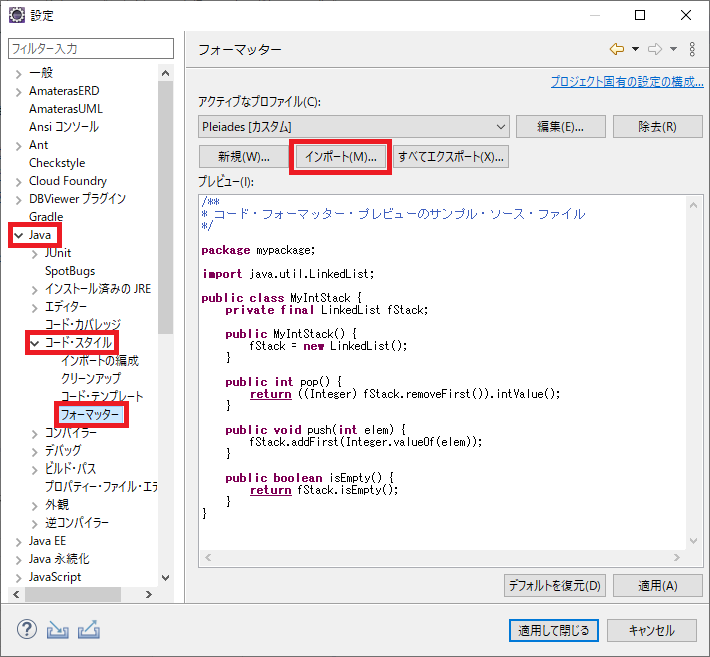 設定
フィルター入力
一般
AmaterasERD
AmaterasUML
Ansi コンソール
Ant
Checkstyle
Cloud Foundry
DBViewer プラグイン
Gradle
Java
JUnit
SpotBugs
インストール済みの JRE
エディター
コード・カバレッジ
コード・スタイル
インポートの編成
クリーンアップ
コード・テンプレート
フォーマッター
コンパイラー
デバッグ
ビルド・パス
プロパティー・ファイル・エデ
外観
逆コンパイラー
Java EE
Java 永続化
JavaScript
フォーマッター
プロジェクト固有の設定の構成...
アクティブなプロファイル(C):
Pleiades [カスタム]
編集(E)...
除去(R)
新規(W)...
インポート(M)...
すべてエクスポート(X)...
プレビュー(I):
/**
* コード・フォーマッター・プレビューのサンプル・ソース・ファイル
*/
package mypackage;
import java.util.LinkedList;
public class MyIntStack {
private final LinkedList fStack;
public MyIntStack() {
fStack = new LinkedList();
}
public int pop() {
return ((Integer) fStack.removeFirst()).intValue();
}
public void push(int elem) {
fStack.addFirst(Integer.valueOf(elem));
}
public boolean isEmpty() {
return fStack.isEmpty();
}
}
デフォルトを復元(D)
適用(A)
?
適用して閉じる
キャンセル